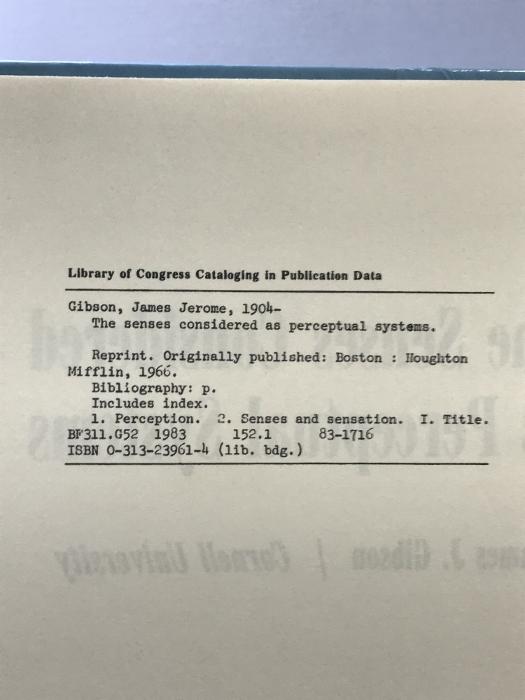 Library of Congress Cataloging in Publication Data
Gibson, James Jerome, 1904-
The senses considered as perceptual systems.
Reprint. Originally published: Boston : Houghton
Mifflin, 1966.
Bibliography: p.
Includes index.
1. Perception. 2. Senses and sensation. I. Title.
BF311.G52 1983 152.1 83-1716
ISBN 0-313-23961-4 (lib. bdg.)